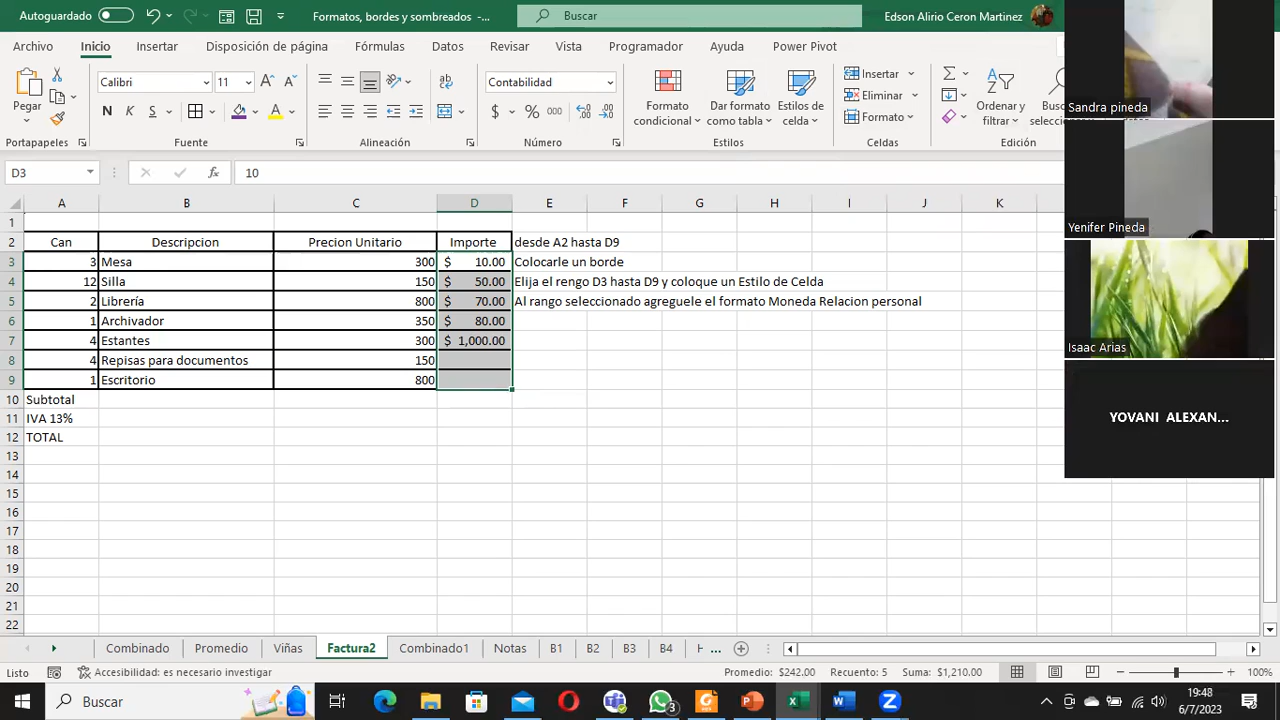 Autoguardado
10
Formatos, bordes y sombreados -...
Buscar
Edson Alirio Ceron Martinez
Archivo Inicio Insertar Disposición de página Fórmulas Datos Revisar Vista Programador Ayuda Power Pivot
Pegar
Calibri 11
N K S
ab
Contabilidad
$ % 000
Formato condicional
Dar formato como tabla
Estilos de celda
Insertar
Eliminar
Formato
Ordenar y filtrar
Portapapeles Fuente Alineación Número Estilos Celdas Edición
D3 fx 10
A B C D E F G H I J K
1
2 Can Descripcion Precion Unitario Importe desde A2 hasta D9
3 3 Mesa 300 $ 10.00 Colocarle un borde
4 12 Silla 150 $ 50.00 Elija el rengo D3 hasta D9 y coloque un Estilo de Celda
5 2 Librería 800 $ 70.00 Al rango seleccionado agreguele el formato Moneda Relacion personal
6 1 Archivador 350 $ 80.00
7 4 Estantes 300 $ 1,000.00
8 4 Repisas para documentos 150
9 1 Escritorio 800
10 Subtotal
11 IVA 13%
12 TOTAL
13
14
15
16
17
18
19
20
21
22
Combinado Promedio Viñas Factura2 Combinado1 Notas B1 B2 B3 B4 ...
Listo Accesibilidad: es necesario investigar Promedio: $242.00 Recuento: 5 Suma: $1,210.00 100%
Buscar
3
19:48
6/7/2023
Sandra pineda
Yenifer Pineda
Isaac Arias
YOVANI ALEXAN...